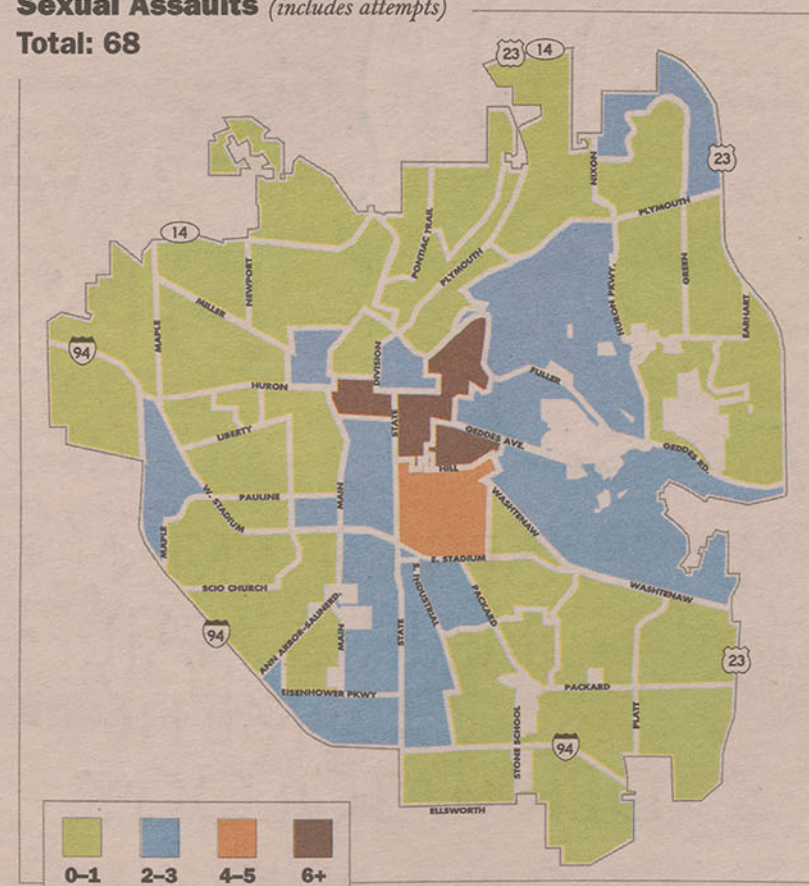 Sexual Assaults (includes attempts)
Total: 68
23
14
NIXON
23
PLYMOUTH
PONTIAC TRAIL
14
PLYMOUTH
NEWPORT
GREEN
HURON PKWY.
EARHART
MILLER
MAPLE
94
DIVISION
FULLER
HURON
STATE
LIBERTY
GEDDES AVE.
GEDDES RD.
HILL
W. STADIUM
PAULINE
MAIN
WASHTENAW
MAPLE
E. STADIUM
SCIO CHURCH
S. INDUSTRIAL
PACKARD
WASHTENAW
ANN ARBOR-SALINE RD.
94
MAIN
STATE
23
EISENHOWER PKWY
PACKARD
PLATT
STONE SCHOOL
94
ELLSWORTH
0–1
2–3
4–5
6+